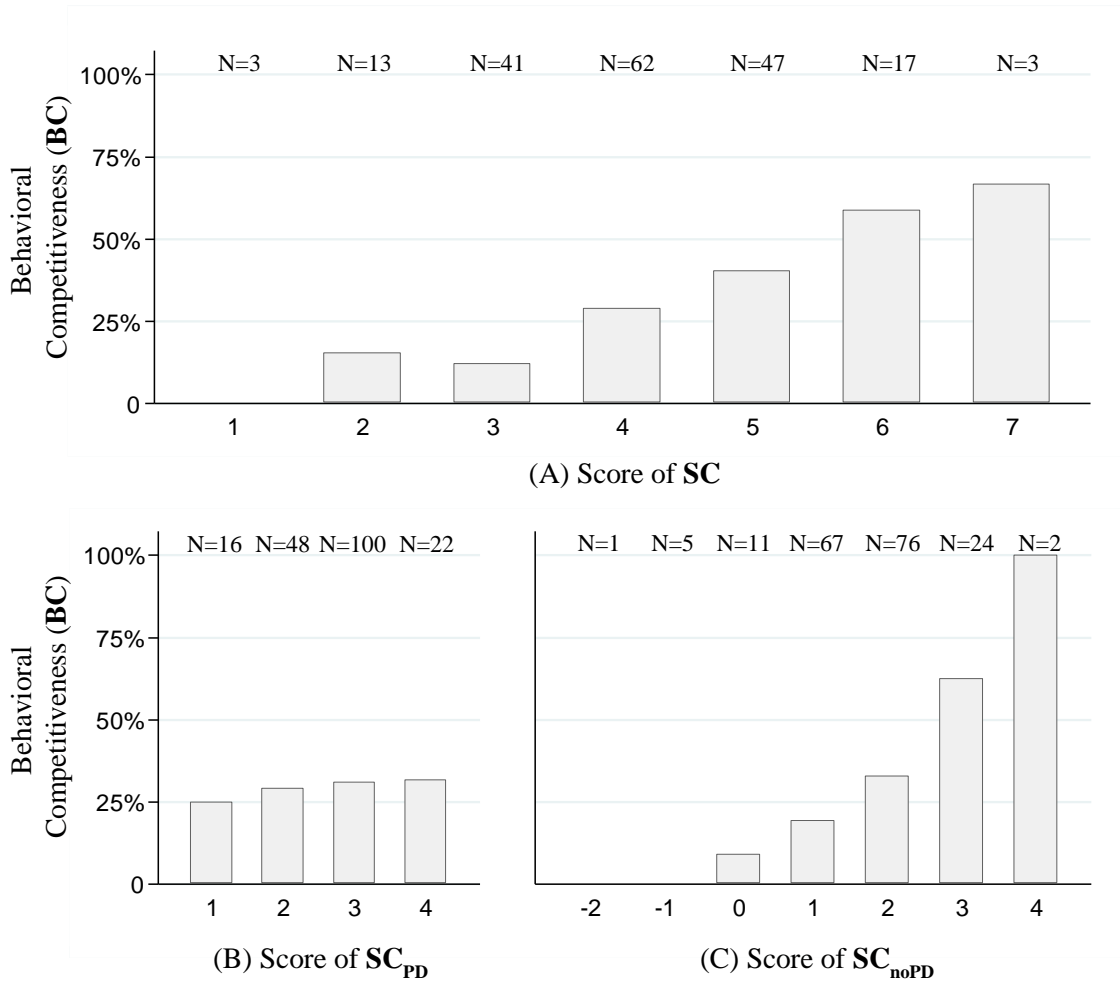 N=3 N=13 N=41 N=62 N=47 N=17 N=3
100%
75%
50%
25%
0
Behavioral
Competitiveness (BC)
1 2 3 4 5 6 7
(A) Score of SC
N=16 N=48 N=100 N=22
100%
75%
50%
25%
0
Behavioral
Competitiveness (BC)
1 2 3 4
(B) Score of SC_PD
N=1 N=5 N=11 N=67 N=76 N=24 N=2
-2 -1 0 1 2 3 4
(C) Score of SC_noPD